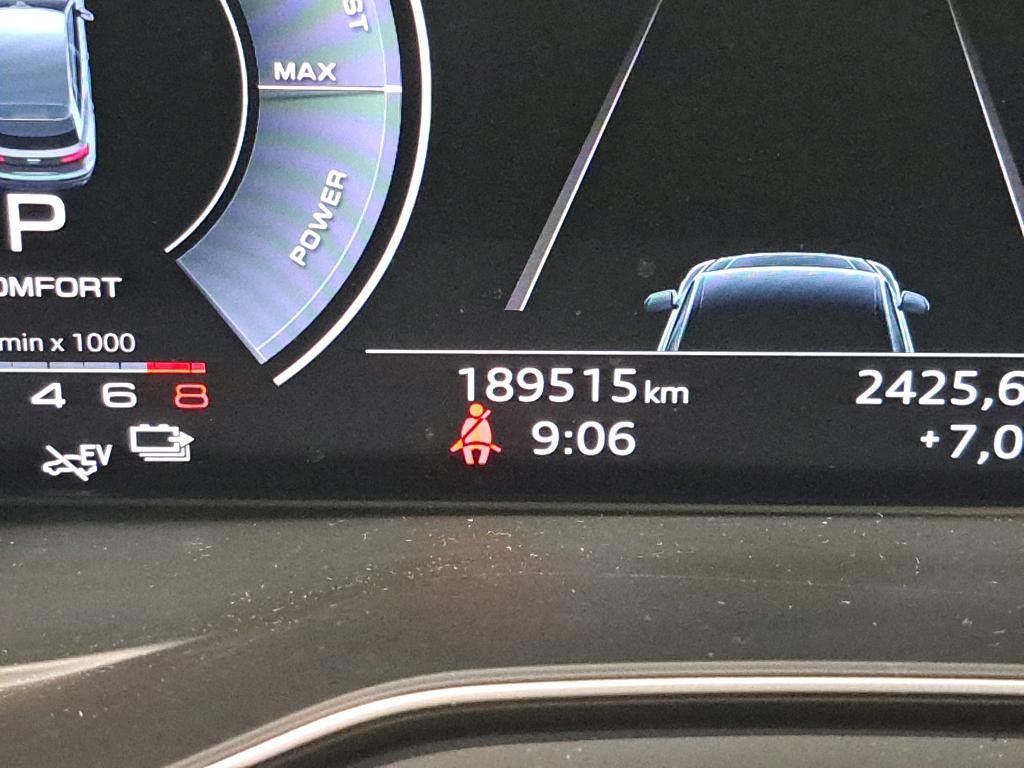 MAX
POWER
P
OMFORT
min x 1000
4 6 8
EV
189515 km
2425,6
9:06
+7,0